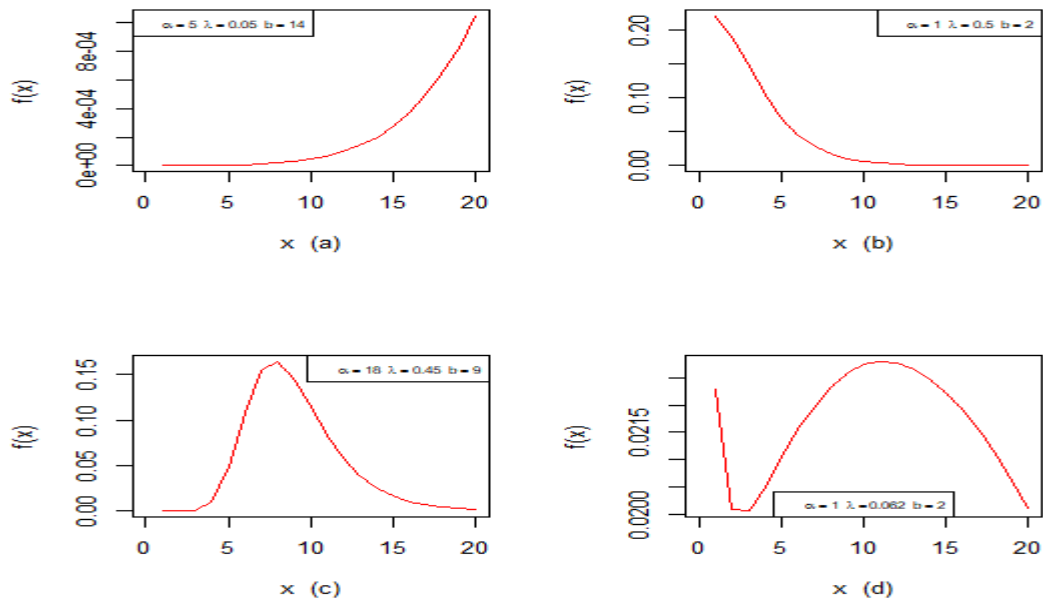 α = 5 λ = 0.05 b = 14
f(x)
0e+00 4e-04 8e-04
0 5 10 15 20
x (a)
α = 1 λ = 0.5 b = 2
f(x)
0.00 0.10 0.20
0 5 10 15 20
x (b)
α = 18 λ = 0.45 b = 9
f(x)
0.00 0.05 0.10 0.15
0 5 10 15 20
x (c)
α = 1 λ = 0.062 b = 2
f(x)
0.0200 0.0215
0 5 10 15 20
x (d)